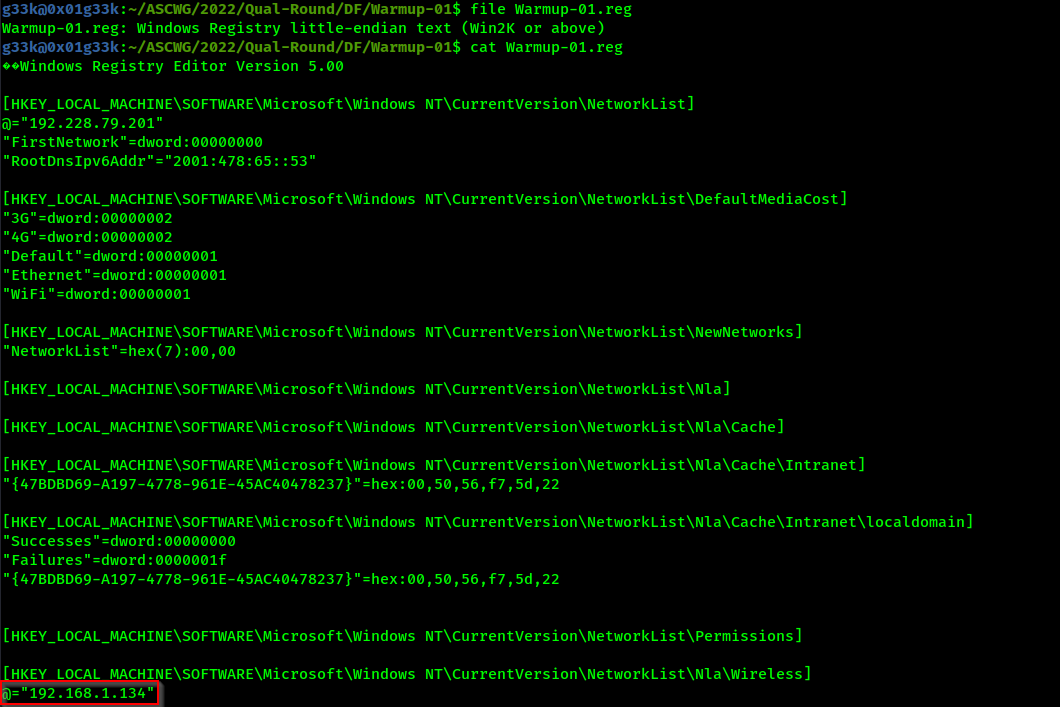 g33k@0x01g33k:~/ASCWG/2022/Qual-Round/DF/Warmup-01$ file Warmup-01.reg
Warmup-01.reg: Windows Registry little-endian text (Win2K or above)
g33k@0x01g33k:~/ASCWG/2022/Qual-Round/DF/Warmup-01$ cat Warmup-01.reg
��Windows Registry Editor Version 5.00
[HKEY_LOCAL_MACHINE\SOFTWARE\Microsoft\Windows NT\CurrentVersion\NetworkList]
@="192.228.79.201"
"FirstNetwork"=dword:00000000
"RootDnsIpv6Addr"="2001:478:65::53"
[HKEY_LOCAL_MACHINE\SOFTWARE\Microsoft\Windows NT\CurrentVersion\NetworkList\DefaultMediaCost]
"3G"=dword:00000002
"4G"=dword:00000002
"Default"=dword:00000001
"Ethernet"=dword:00000001
"WiFi"=dword:00000001
[HKEY_LOCAL_MACHINE\SOFTWARE\Microsoft\Windows NT\CurrentVersion\NetworkList\NewNetworks]
"NetworkList"=hex(7):00,00
[HKEY_LOCAL_MACHINE\SOFTWARE\Microsoft\Windows NT\CurrentVersion\NetworkList\Nla]
[HKEY_LOCAL_MACHINE\SOFTWARE\Microsoft\Windows NT\CurrentVersion\NetworkList\Nla\Cache]
[HKEY_LOCAL_MACHINE\SOFTWARE\Microsoft\Windows NT\CurrentVersion\NetworkList\Nla\Cache\Intranet]
"{47BDBD69-A197-4778-961E-45AC40478237}"=hex:00,50,56,f7,5d,22
[HKEY_LOCAL_MACHINE\SOFTWARE\Microsoft\Windows NT\CurrentVersion\NetworkList\Nla\Cache\Intranet\localdomain]
"Successes"=dword:00000000
"Failures"=dword:0000001f
"{47BDBD69-A197-4778-961E-45AC40478237}"=hex:00,50,56,f7,5d,22
[HKEY_LOCAL_MACHINE\SOFTWARE\Microsoft\Windows NT\CurrentVersion\NetworkList\Permissions]
[HKEY_LOCAL_MACHINE\SOFTWARE\Microsoft\Windows NT\CurrentVersion\NetworkList\Nla\Wireless]
@="192.168.1.134"